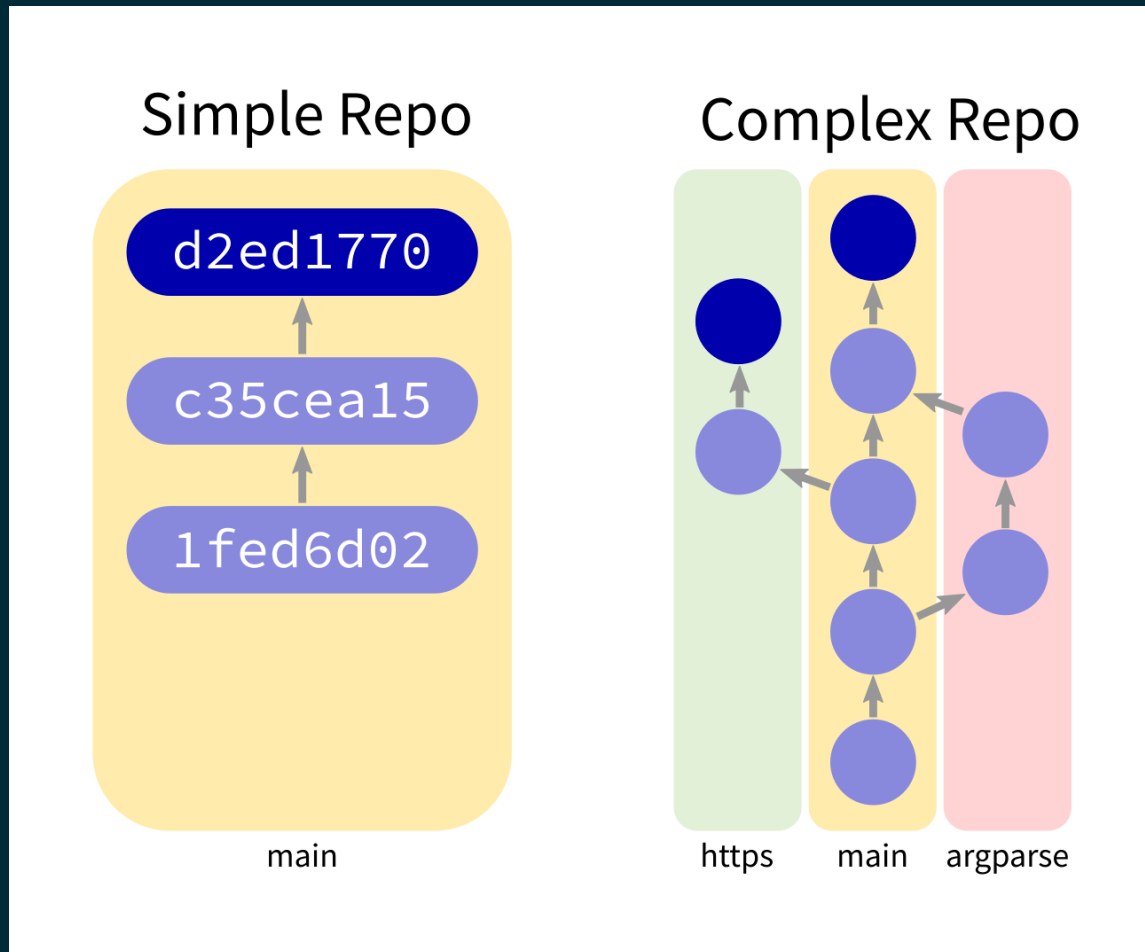 Simple Repo
d2ed1770
c35cea15
1fed6d02
main
Complex Repo
https
main
argparse